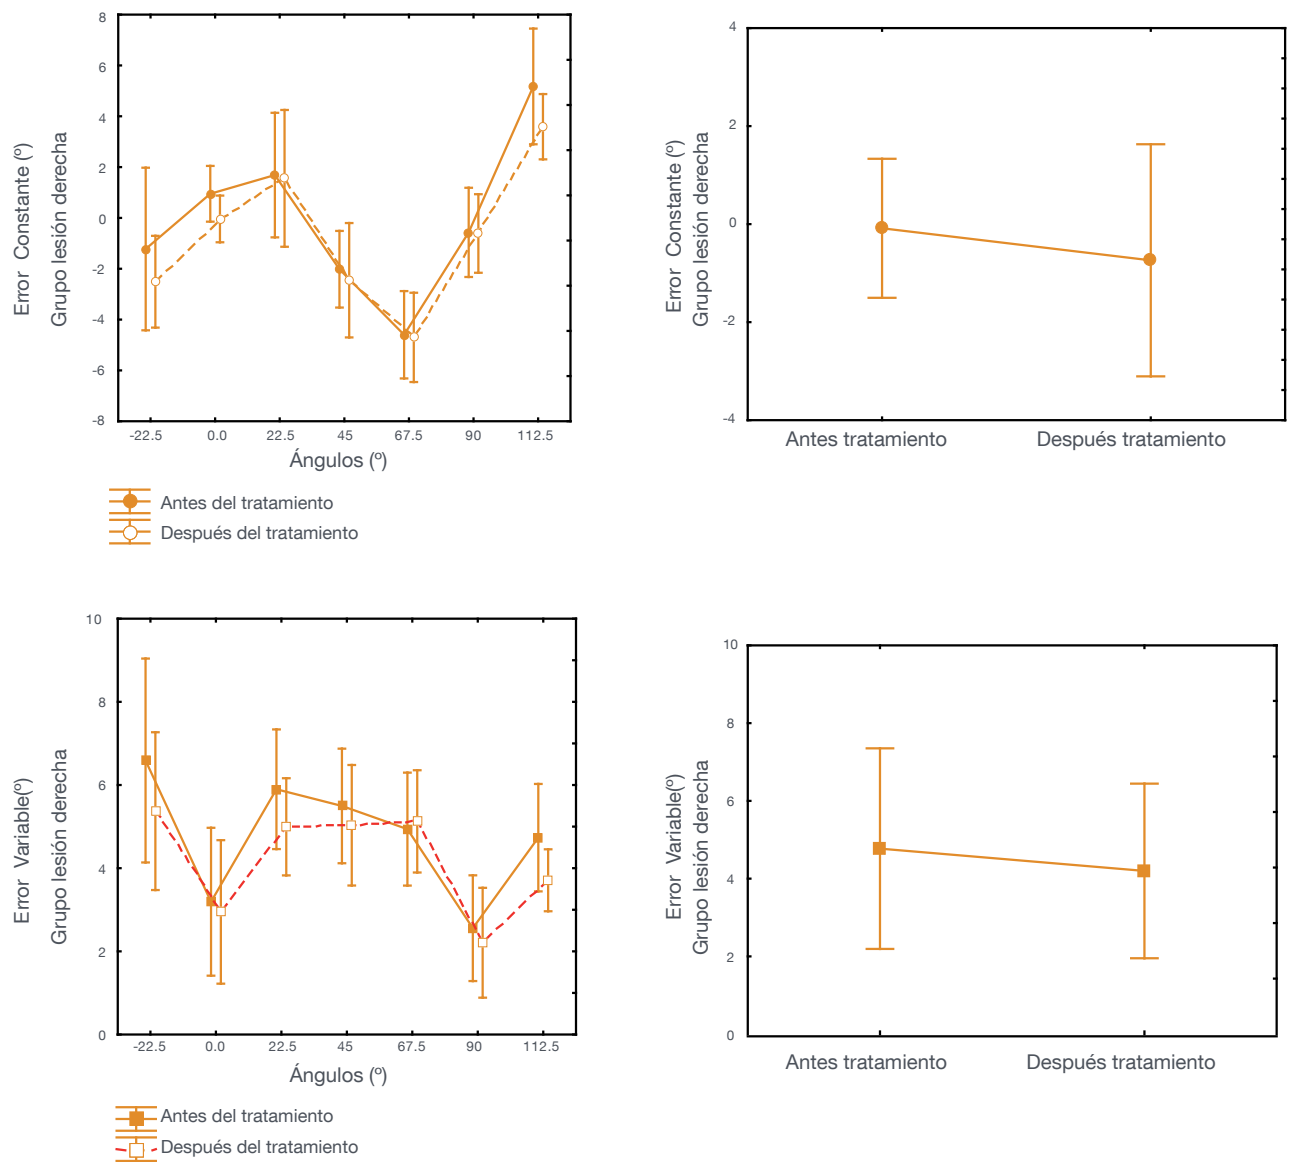 Error Constante (º)
Grupo lesión derecha
8
6
4
2
0
-2
-4
-6
-8
-22.5 0.0 22.5 45 67.5 90 112.5
Ángulos (º)
Antes del tratamiento
Después del tratamiento
Error Constante (º)
Grupo lesión derecha
4
2
0
-2
-4
Antes tratamiento Después tratamiento
Error Variable(º)
Grupo lesión derecha
10
8
6
4
2
0
-22.5 0.0 22.5 45 67.5 90 112.5
Ángulos (º)
Antes del tratamiento
Después del tratamiento
Error Variable(º)
Grupo lesión derecha
10
8
6
4
2
0
Antes tratamiento Después tratamiento